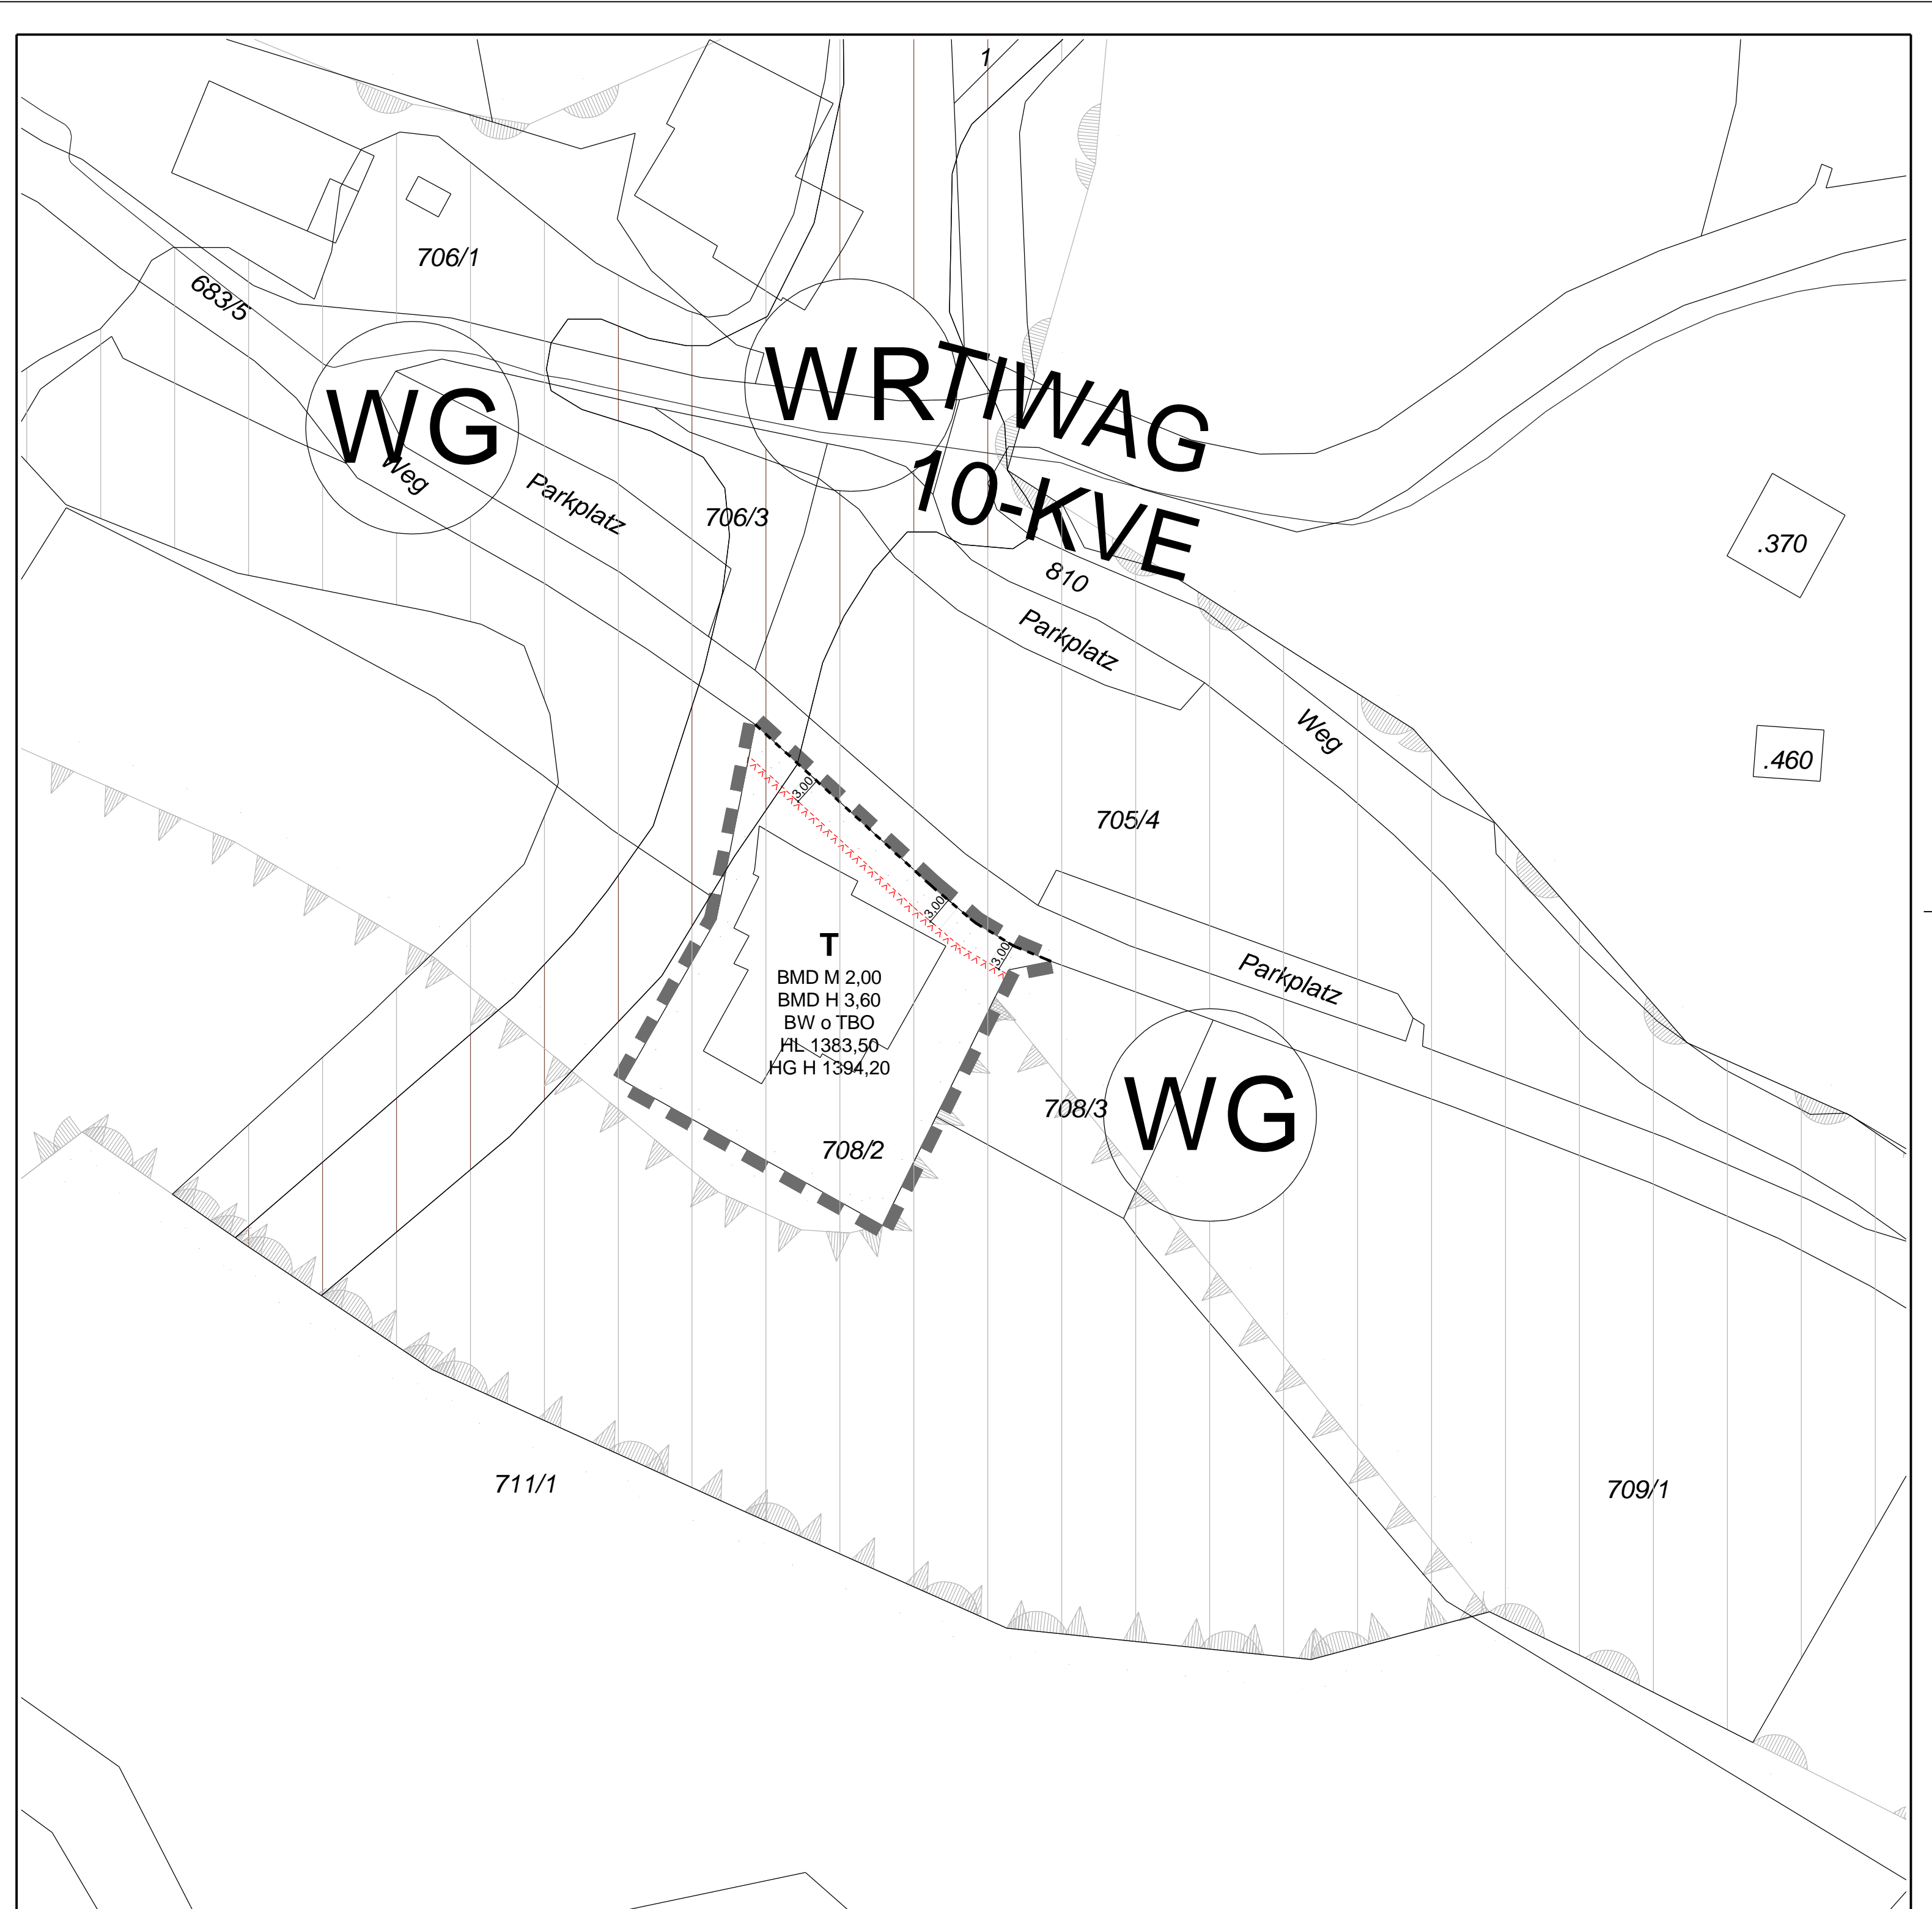 1
706/1
683/5
WR
TIWAG
10-KVE
WG
Weg
Parkplatz
706/3
.370
810
Parkplatz
Weg
.460
3,00
705/4
3,00
T
3,00
BMD M 2,00
BMD H 3,60
BW o TBO
HL 1383,50
HG H 1394,20
Parkplatz
708/3
WG
708/2
711/1
709/1